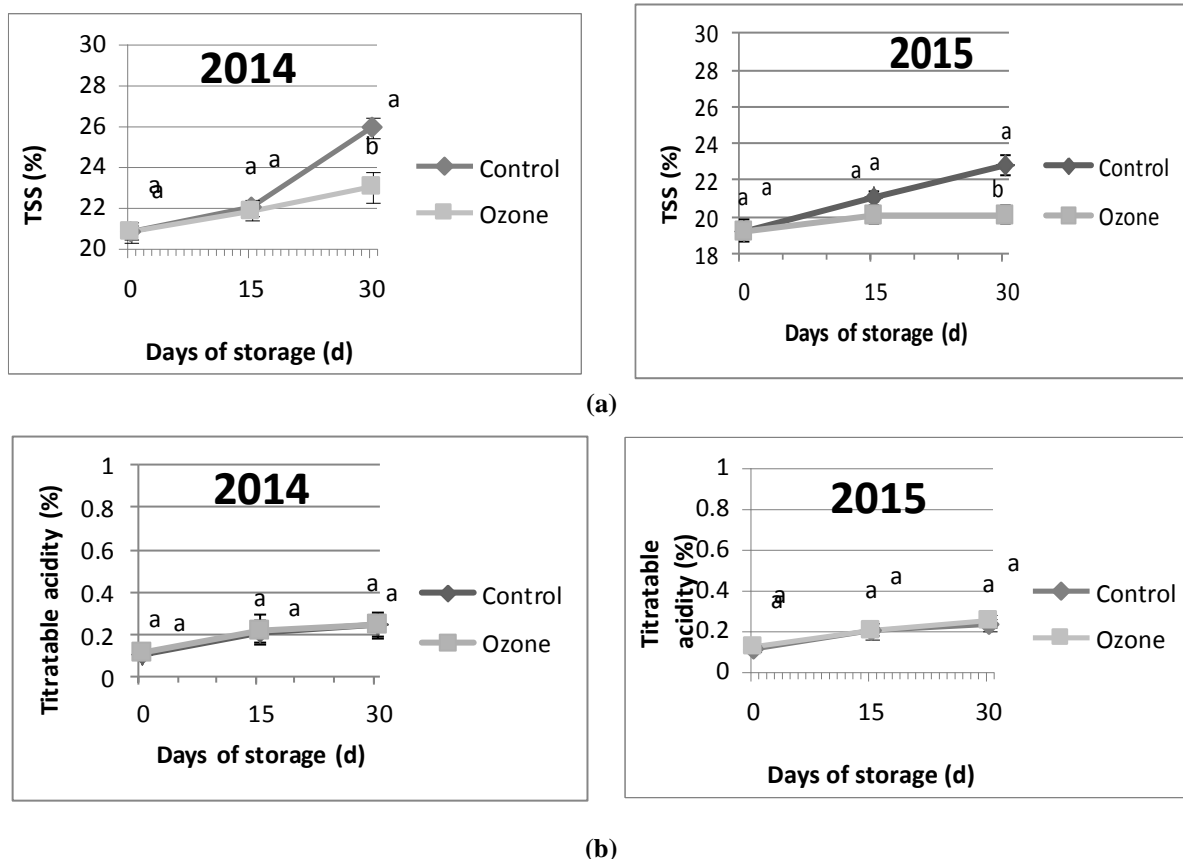 2014
30
28
26
24
22
20
TSS (%)
a
a
a
a
a
b
0 15 30
Days of storage (d)
Control
Ozone
2015
30
28
26
24
22
20
18
TSS (%)
a
a
a
a
a
b
0 15 30
Days of storage (d)
Control
Ozone
(a)
2014
1
0.8
0.6
0.4
0.2
0
Titratable acidity (%)
a
a
a
a
a
a
0 15 30
Days of storage (d)
Control
Ozone
2015
1
0.8
0.6
0.4
0.2
0
Titratable
acidity (%)
a
a
a
a
a
a
0 15 30
Days of storage (d)
Control
Ozone
(b)